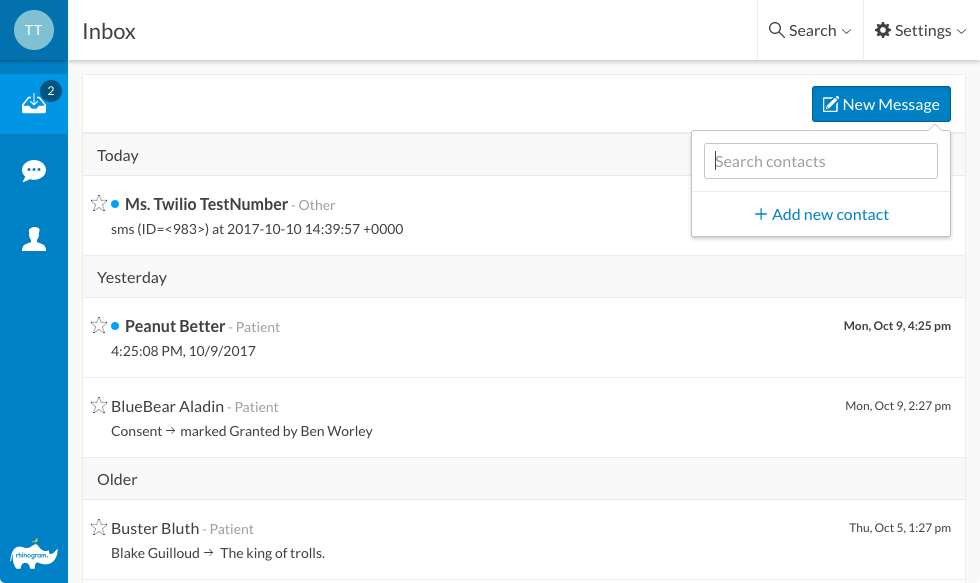 TT
Inbox
Search
Settings
2
New Message
Search contacts
+ Add new contact
Today
Ms. Twilio TestNumber - Other
sms (ID=<983>) at 2017-10-10 14:39:57 +0000
Yesterday
Peanut Better - Patient
Mon, Oct 9, 4:25 pm
4:25:08 PM, 10/9/2017
BlueBear Aladin - Patient
Mon, Oct 9, 2:27 pm
Consent → marked Granted by Ben Worley
Older
Buster Bluth - Patient
Thu, Oct 5, 1:27 pm
Blake Guilloud → The king of trolls.
rhinogram